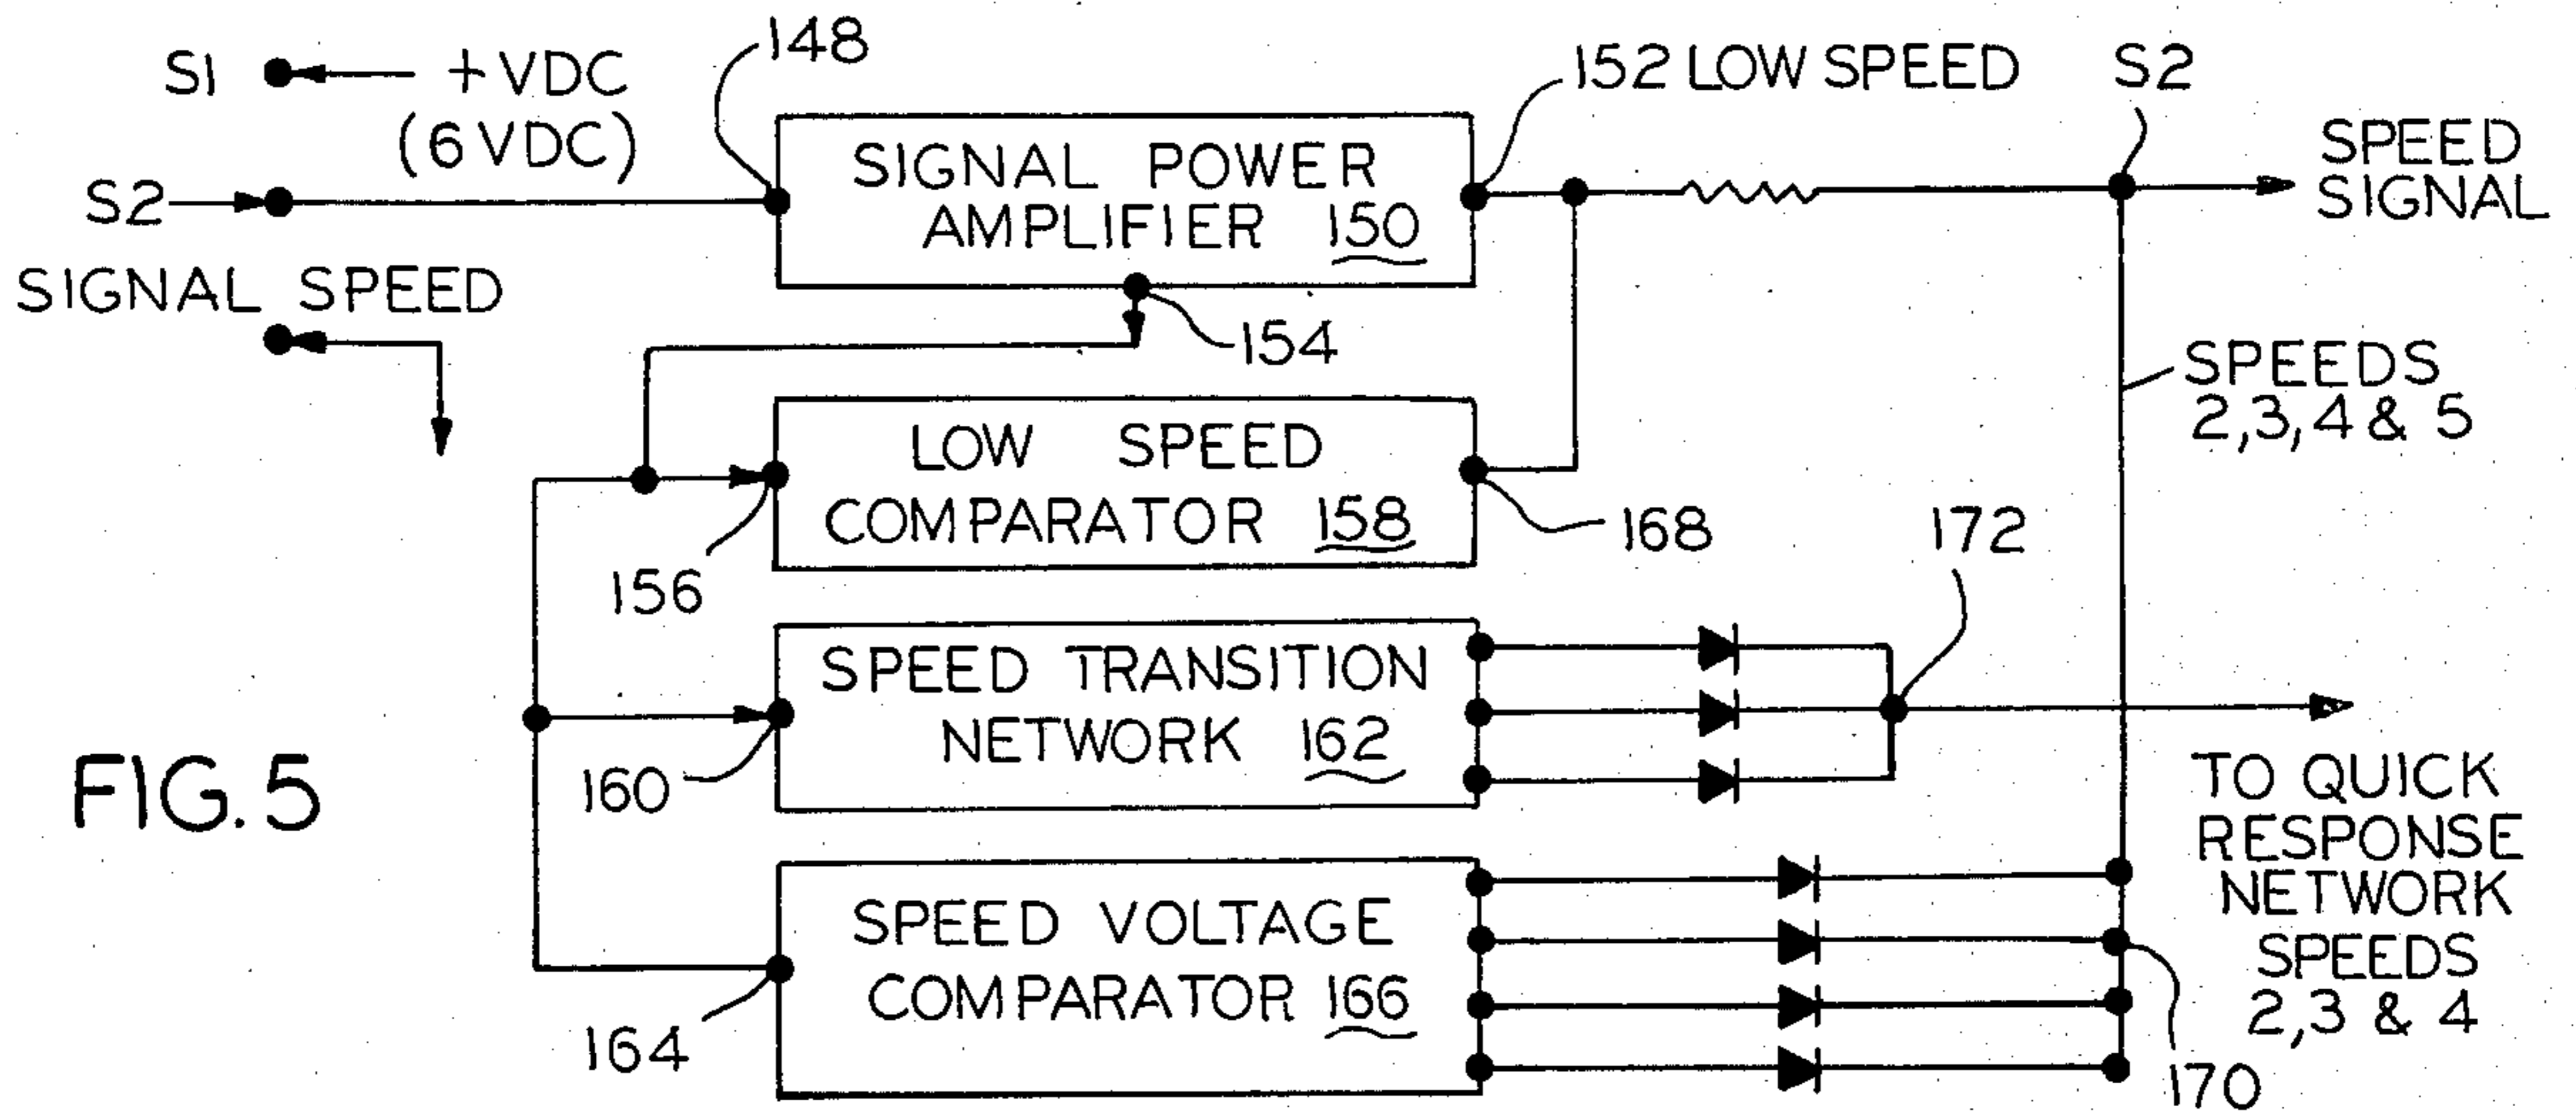 148
S1
+VDC
(6 VDC)
152 LOW SPEED
S2
SPEED
SIGNAL
S2
SIGNAL POWER
AMPLIFIER 150
SIGNAL SPEED
154
SPEEDS
2,3,4 & 5
LOW SPEED
COMPARATOR 158
156
168
172
SPEED TRANSITION
NETWORK 162
160
FIG. 5
TO QUICK
RESPONSE
NETWORK
SPEEDS
2,3 & 4
SPEED VOLTAGE
COMPARATOR 166
164
170